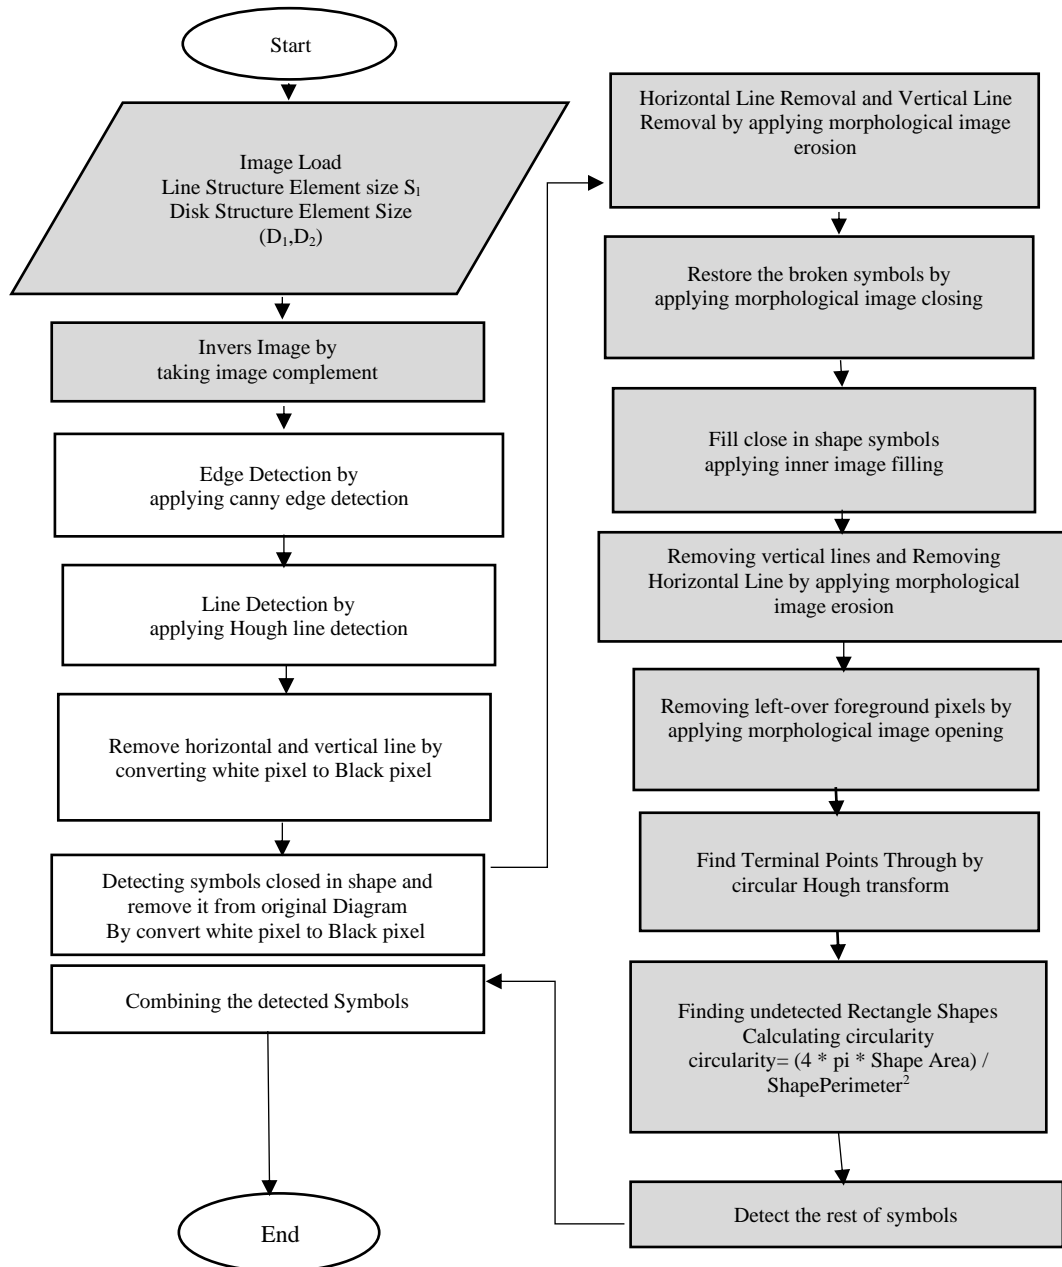 Start
Image Load
Line Structure Element size S₁
Disk Structure Element Size
(D₁,D₂)
Invers Image by
taking image complement
Edge Detection by
applying canny edge detection
Line Detection by
applying Hough line detection
Remove horizontal and vertical line by
converting white pixel to Black pixel
Detecting symbols closed in shape and
remove it from original Diagram
By convert white pixel to Black pixel
Horizontal Line Removal and Vertical Line
Removal by applying morphological image
erosion
Restore the broken symbols by
applying morphological image closing
Fill close in shape symbols
applying inner image filling
Removing vertical lines and Removing
Horizontal Line by applying morphological
image erosion
Removing left-over foreground pixels by
applying morphological image opening
Find Terminal Points Through by
circular Hough transform
Finding undetected Rectangle Shapes
Calculating circularity
circularity= (4 * pi * Shape Area) /
ShapePerimeter²
Detect the rest of symbols
Combining the detected Symbols
End